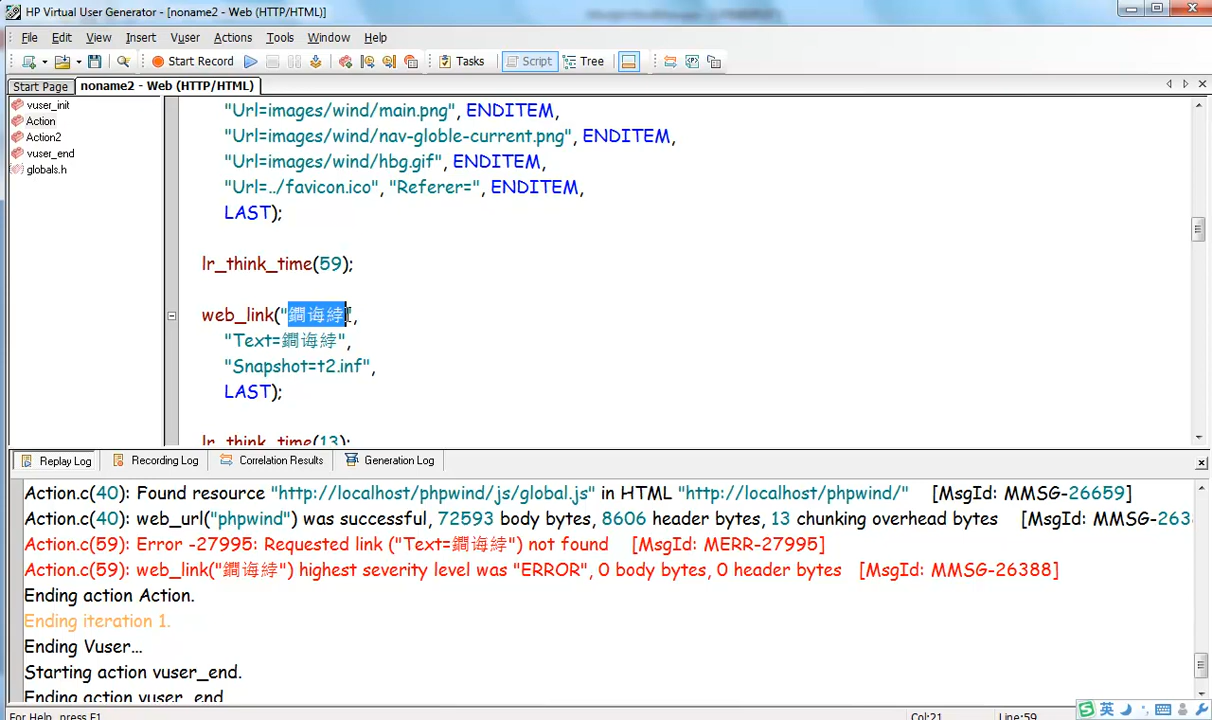 HP Virtual User Generator - [noname2 - Web (HTTP/HTML)]
File Edit View Insert Vuser Actions Tools Window Help
Start Record Tasks Script Tree
Start Page noname2 - Web (HTTP/HTML)
vuser_init
Action
Action2
vuser_end
globals.h
"Url=images/wind/main.png", ENDITEM,
"Url=images/wind/nav-globle-current.png", ENDITEM,
"Url=images/wind/hbg.gif", ENDITEM,
"Url=../favicon.ico", "Referer=", ENDITEM,
LAST);
lr_think_time(59);
web_link("鐧诲綍",
"Text=鐧诲綍",
"Snapshot=t2.inf",
LAST);
lr_think_time(13);
Replay Log Recording Log Correlation Results Generation Log
Action.c(40): Found resource "http://localhost/phpwind/js/global.js" in HTML "http://localhost/phpwind/" [MsgId: MMSG-26659]
Action.c(40): web_url("phpwind") was successful, 72593 body bytes, 8606 header bytes, 13 chunking overhead bytes [MsgId: MMSG-263
Action.c(59): Error -27995: Requested link ("Text=鐧诲綍") not found [MsgId: MERR-27995]
Action.c(59): web_link("鐧诲綍") highest severity level was "ERROR", 0 body bytes, 0 header bytes [MsgId: MMSG-26388]
Ending action Action.
Ending iteration 1.
Ending Vuser...
Starting action vuser_end.
Ending action vuser_end
For Help, press F1 Col:21 Line:59
英